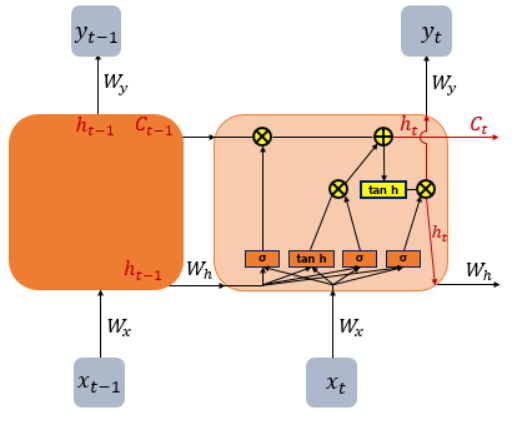 y_{t-1} y_t
W_y W_y
h_{t-1} C_{t-1} h_t C_t
tan h
h_t
σ tan h σ σ
h_{t-1} W_h W_h
W_x W_x
x_{t-1} x_t